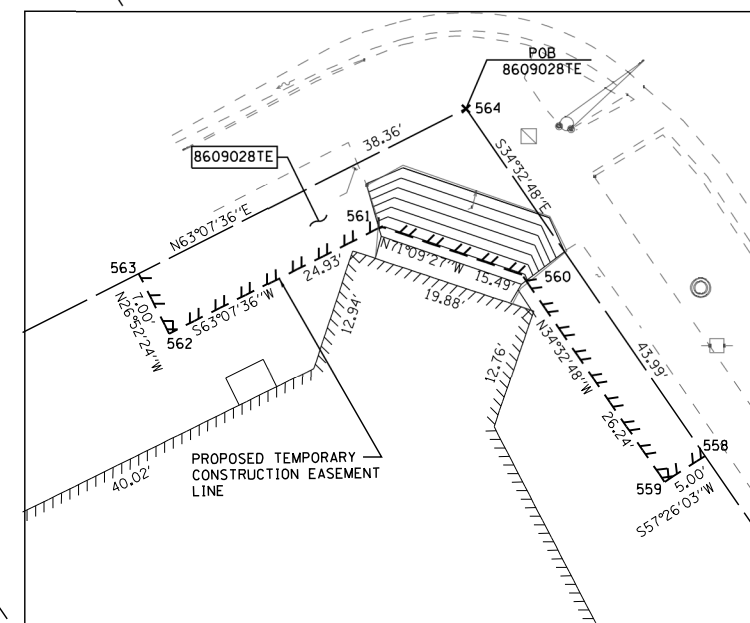 POB
8609028TE
564
38.36'
S34°32'48"E
8609028TE
N63°07'36"E
561
N71°09'27"W
15.49'
560
24.93'
563
7.00'
N26°52'24"W
S63°07'36"W
562
19.88'
12.94'
12.76'
N34°32'48"W
43.99'
26.24'
558
5.00'
559
S57°26'03"W
40.02'
PROPOSED TEMPORARY
CONSTRUCTION EASEMENT
LINE